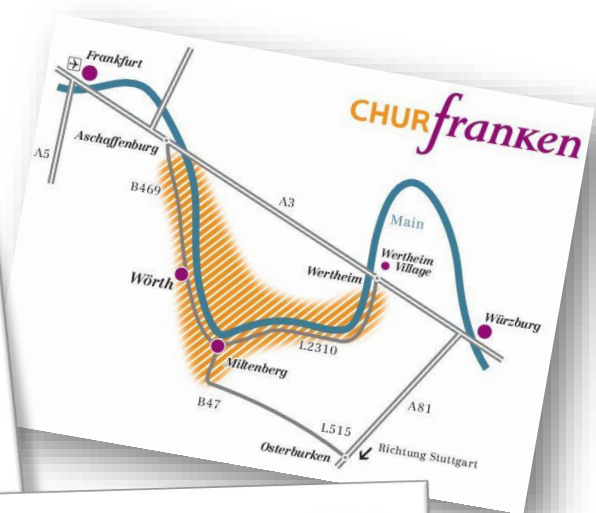 Frankfurt
CHURfranken
Aschaffenburg
A5
B469
A3
Main
Wertheim
Village
Wertheim
Wörth
Würzburg
L2310
Miltenberg
A81
B47
L515
Osterburken
Richtung Stuttgart